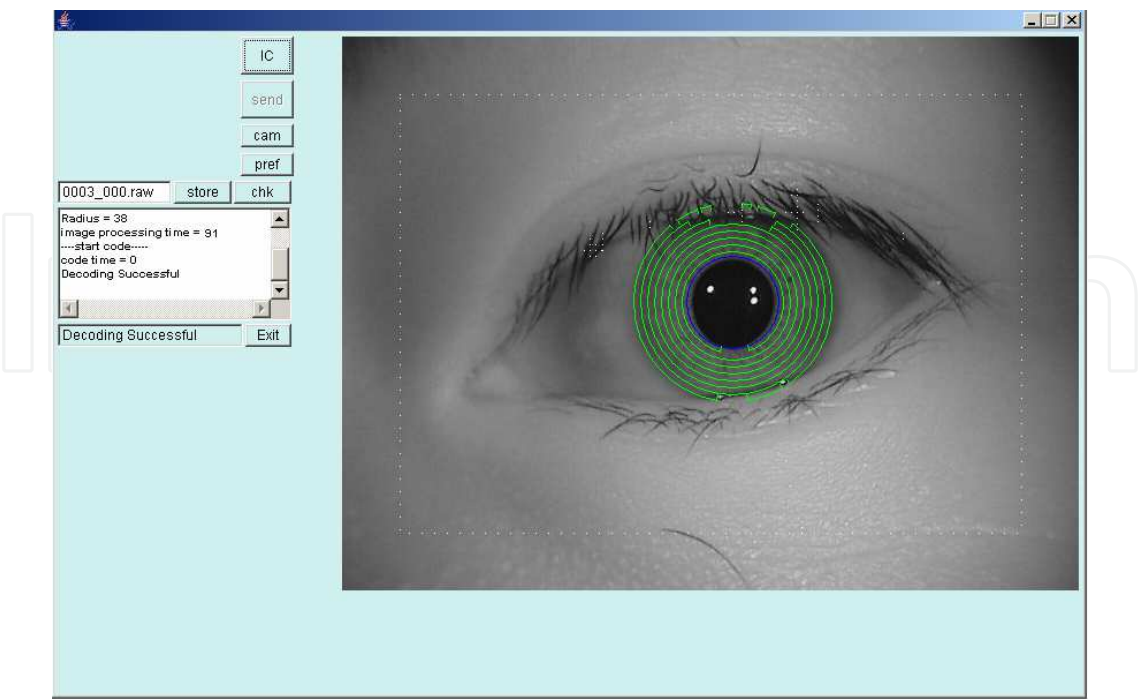 IC
send
cam
pref
0003_000.raw store chk
Radius = 38
image processing time = 91
----start code-----
code time = 0
Decoding Successful
Decoding Successful Exit